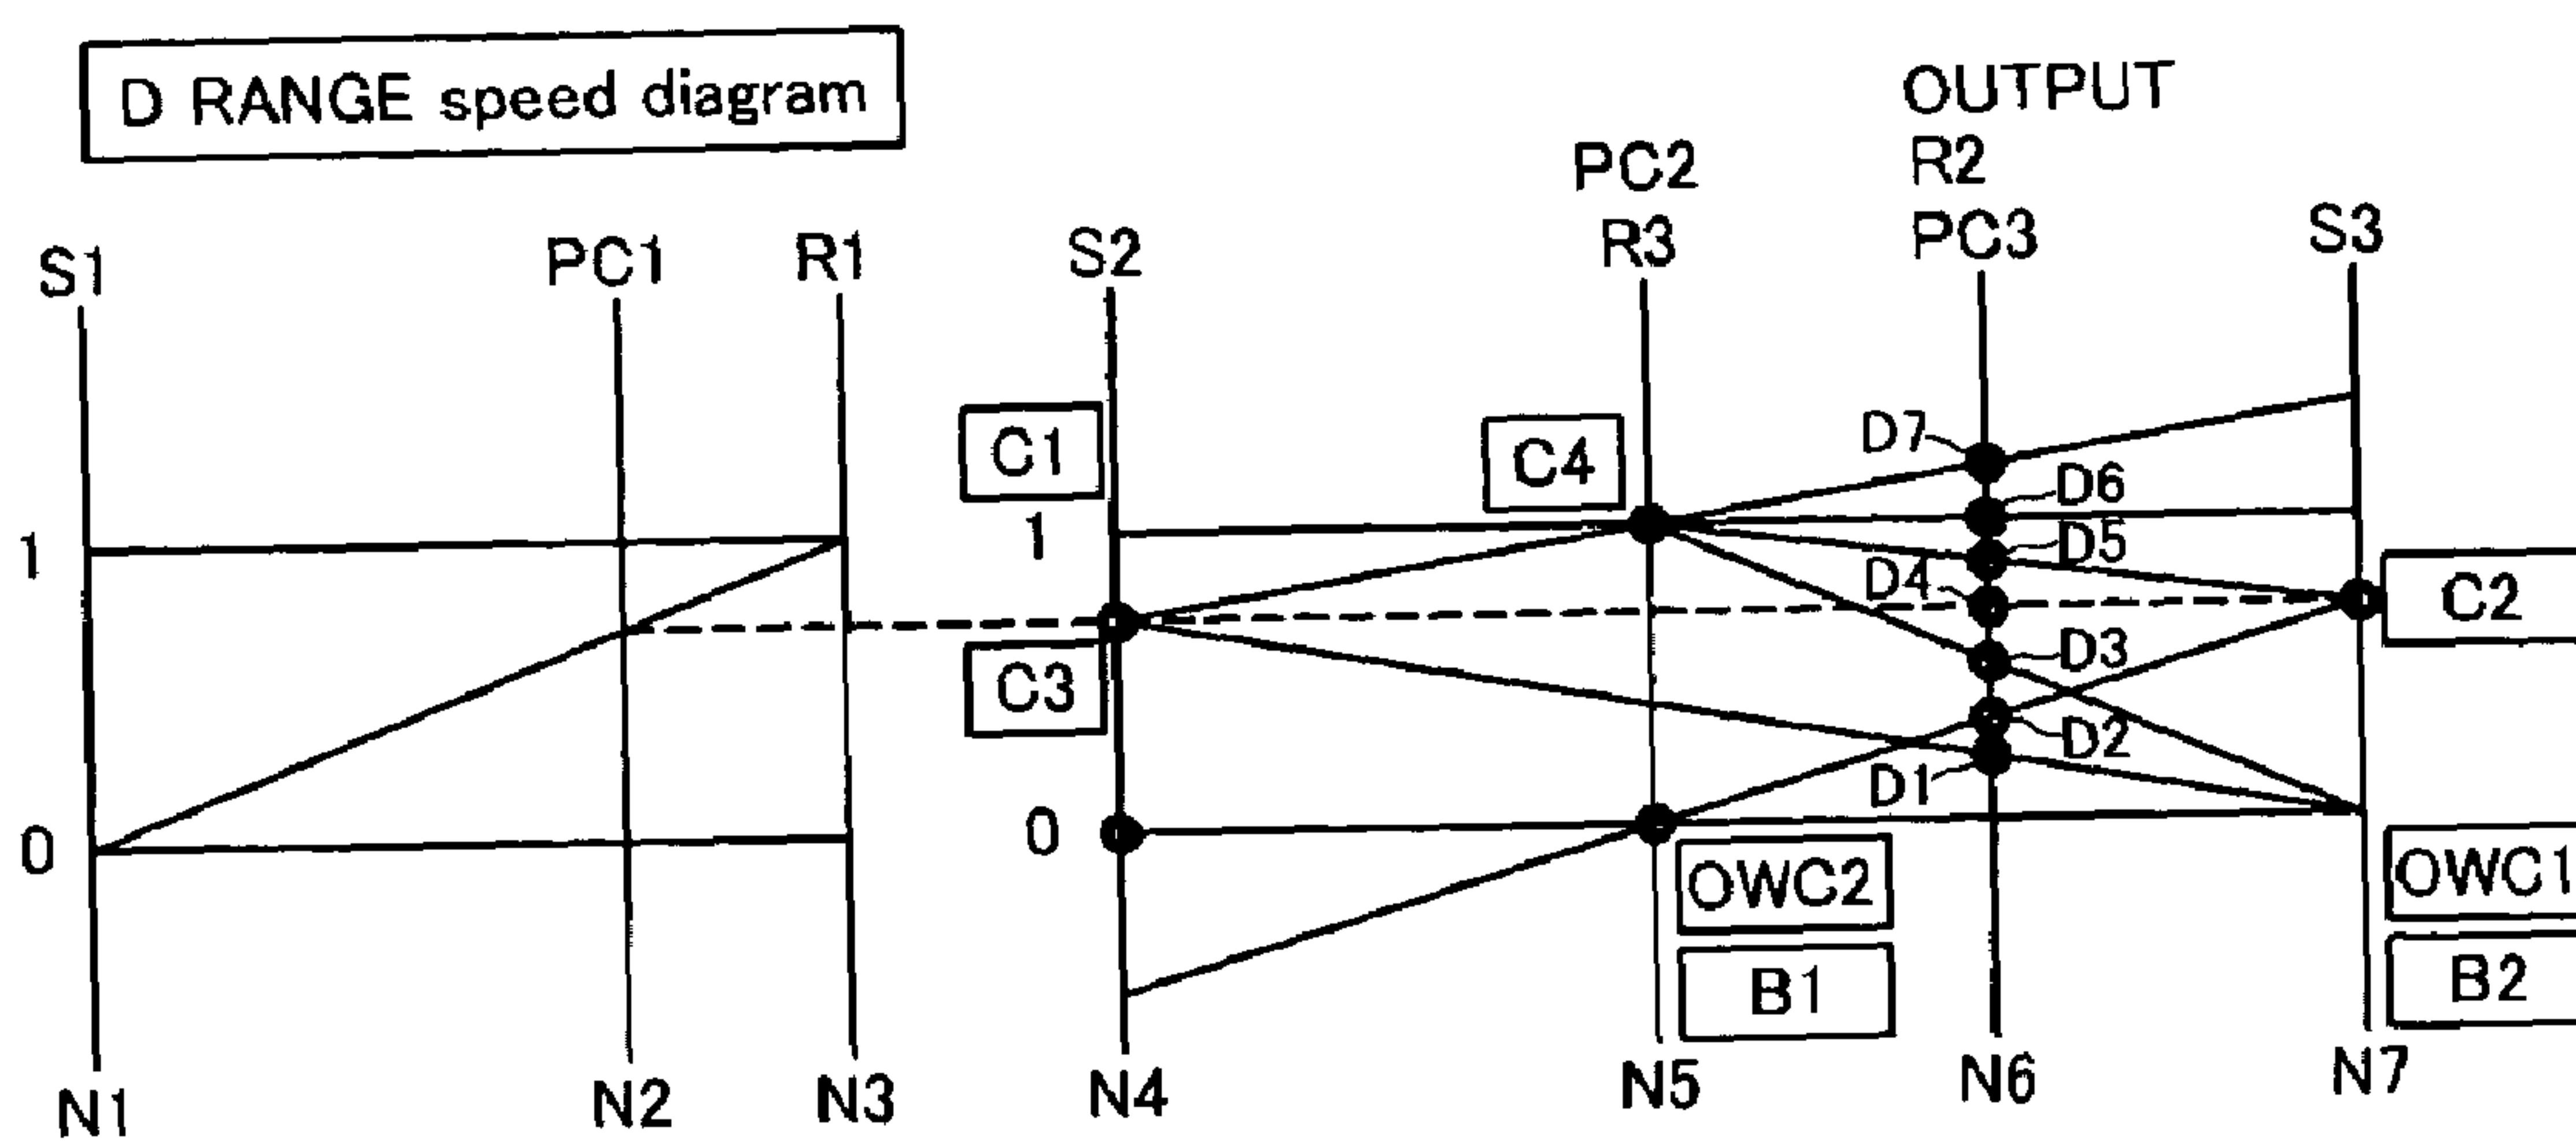 D RANGE speed diagram
OUTPUT
PC2
R2
S1
PC1
R1
S2
R3
PC3
S3
D7
C1
C4
D6
1
1
D5
D4
C2
C3
D3
D2
D1
0
0
OWC2
OWC1
B1
B2
N1
N2
N3
N4
N5
N6
N7